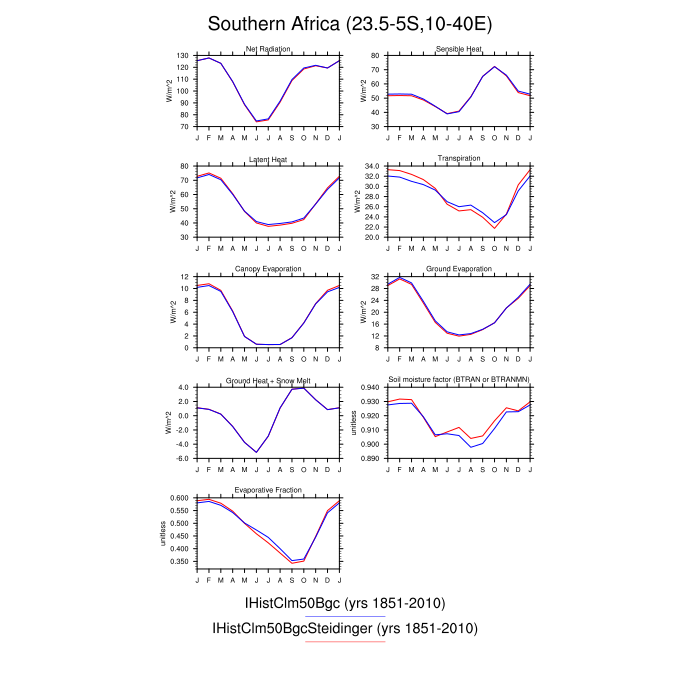 Southern Africa (23.5-5S,10-40E)
Net Radiation
W/m^2
130
120
110
100
90
80
70
J F M A M J J A S O N D J
Sensible Heat
W/m^2
80
70
60
50
40
30
J F M A M J J A S O N D J
Latent Heat
W/m^2
80
70
60
50
40
30
J F M A M J J A S O N D J
Transpiration
W/m^2
34.0
32.0
30.0
28.0
26.0
24.0
22.0
20.0
J F M A M J J A S O N D J
Canopy Evaporation
W/m^2
12
10
8
6
4
2
0
J F M A M J J A S O N D J
Ground Evaporation
W/m^2
32
28
24
20
16
12
8
J F M A M J J A S O N D J
Ground Heat + Snow Melt
W/m^2
4.0
2.0
0.0
-2.0
-4.0
-6.0
J F M A M J J A S O N D J
Soil moisture factor (BTRAN or BTRANMN)
unitless
0.940
0.930
0.920
0.910
0.900
0.890
J F M A M J J A S O N D J
Evaporative Fraction
unitless
0.600
0.550
0.500
0.450
0.400
0.350
J F M A M J J A S O N D J
IHistClm50Bgc (yrs 1851-2010)
IHistClm50BgcSteidinger (yrs 1851-2010)